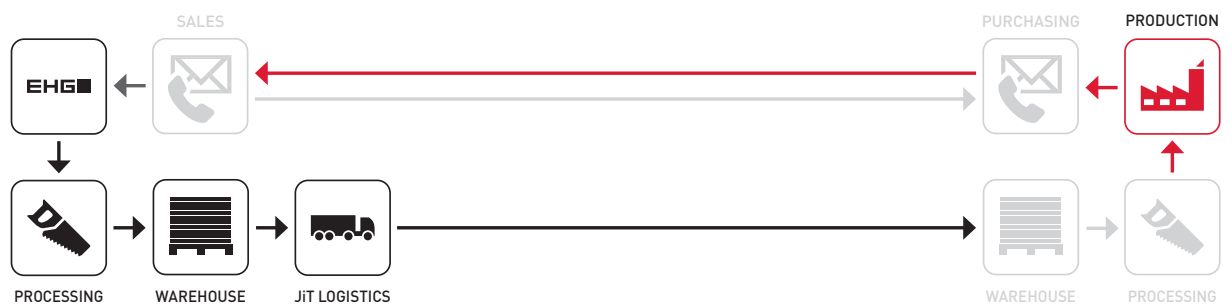 SALES
PURCHASING
PRODUCTION
EHG
PROCESSING
WAREHOUSE
JiT LOGISTICS
WAREHOUSE
PROCESSING